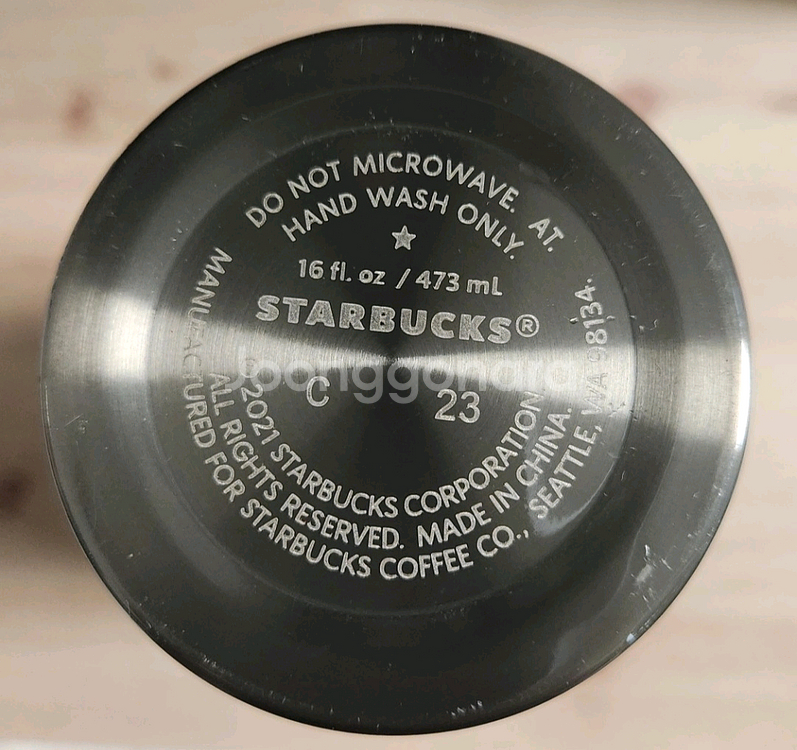 DO NOT MICROWAVE. AT.
HAND WASH ONLY.
16 fl. oz / 473 mL
STARBUCKS®
C 23
© 2021 STARBUCKS CORPORATION.
ALL RIGHTS RESERVED. MADE IN CHINA.
MANUFACTURED FOR STARBUCKS COFFEE CO., SEATTLE, WA 98134.